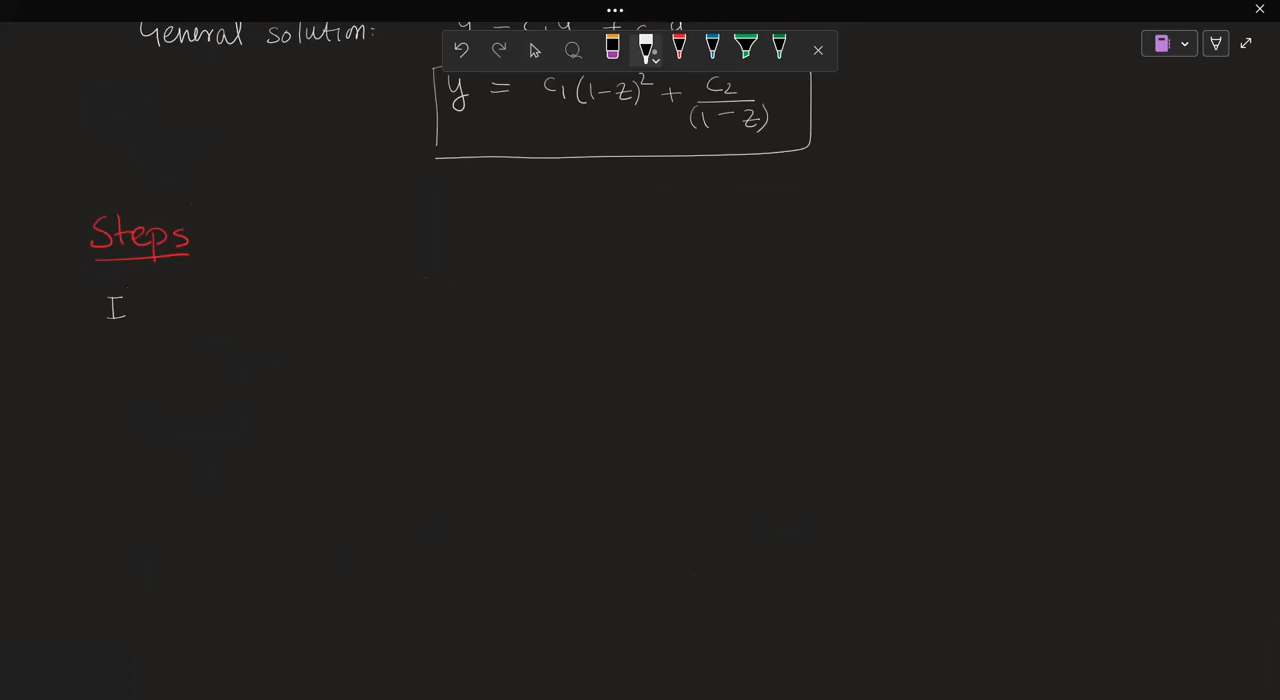 General solution:
y = c₁(1-z)² + c₂/(1-z)
Steps
I